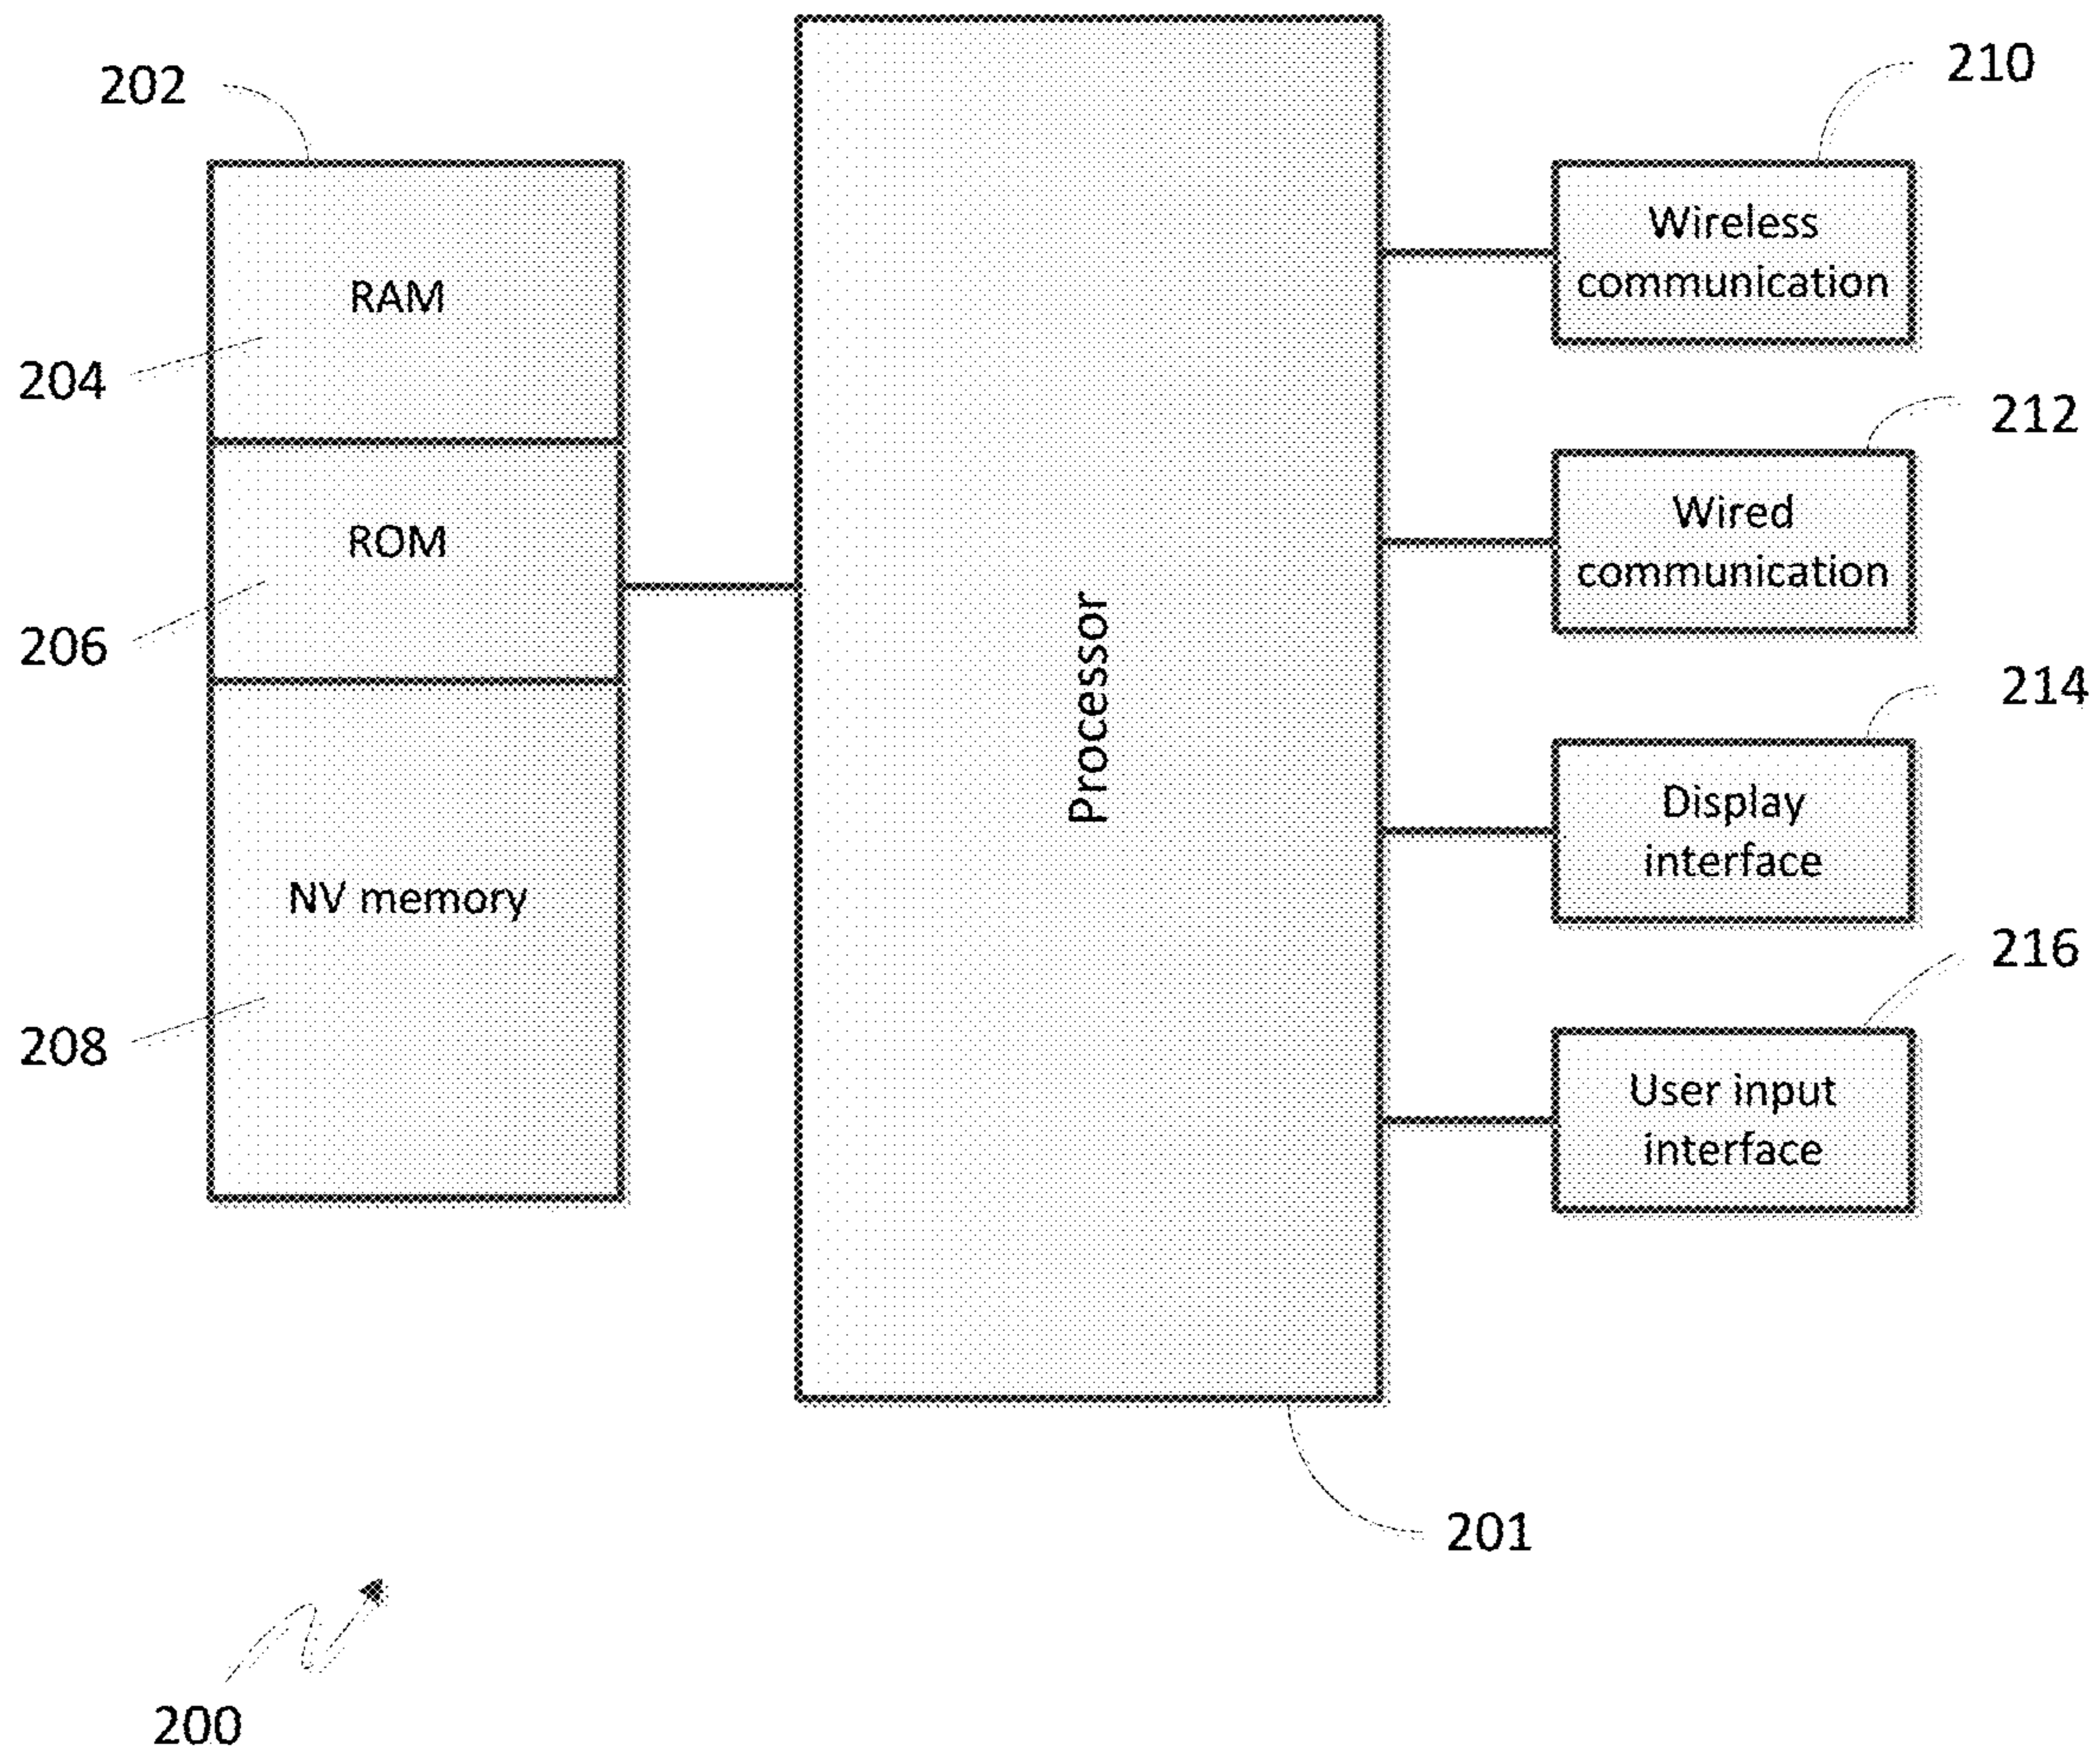 202
210
Wireless
communication
RAM
204
212
Wired
communication
ROM
206
Processor
214
Display
interface
NV memory
216
208
User input
interface
201
200